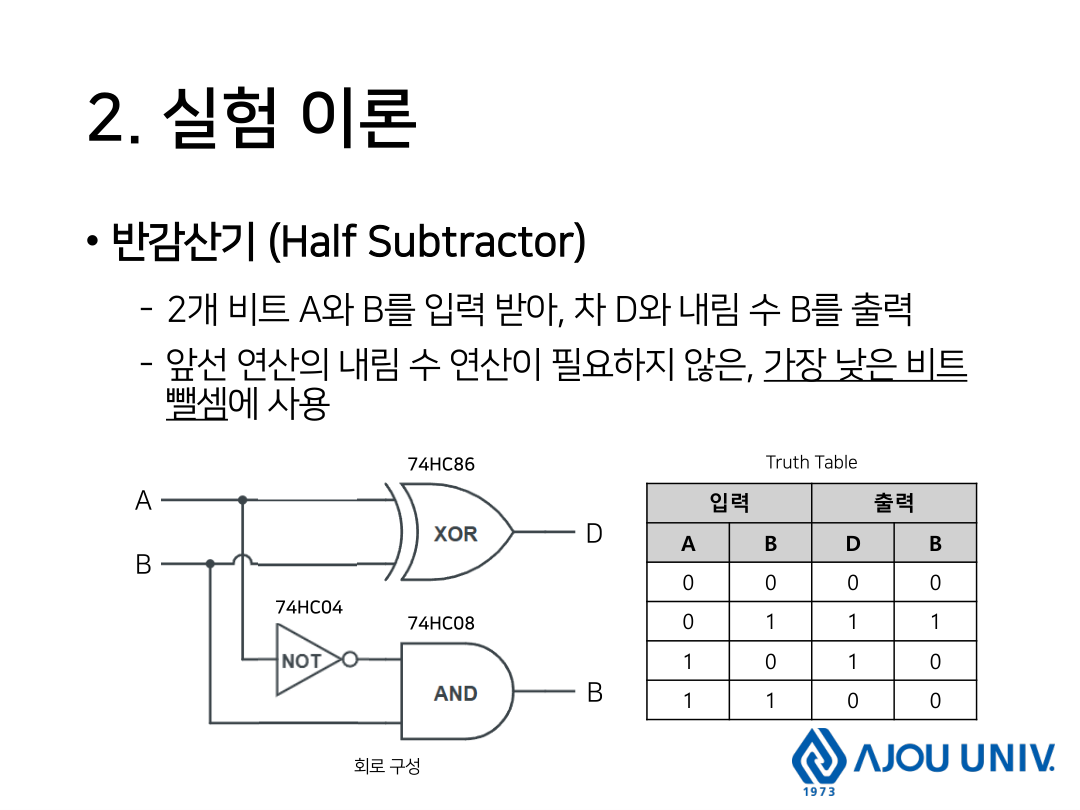 2. 실험 이론
• 반감산기 (Half Subtractor)
- 2개 비트 A와 B를 입력 받아, 차 D와 내림 수 B를 출력
- 앞선 연산의 내림 수 연산이 필요하지 않은, 가장 낮은 비트
뺄셈에 사용
74HC86
A
XOR
D
B
74HC04
NOT
74HC08
AND
B
회로 구성
Truth Table
입력 출력
A B D B
0 0 0 0
0 1 1 1
1 0 1 0
1 1 0 0
AJOU UNIV.
1973